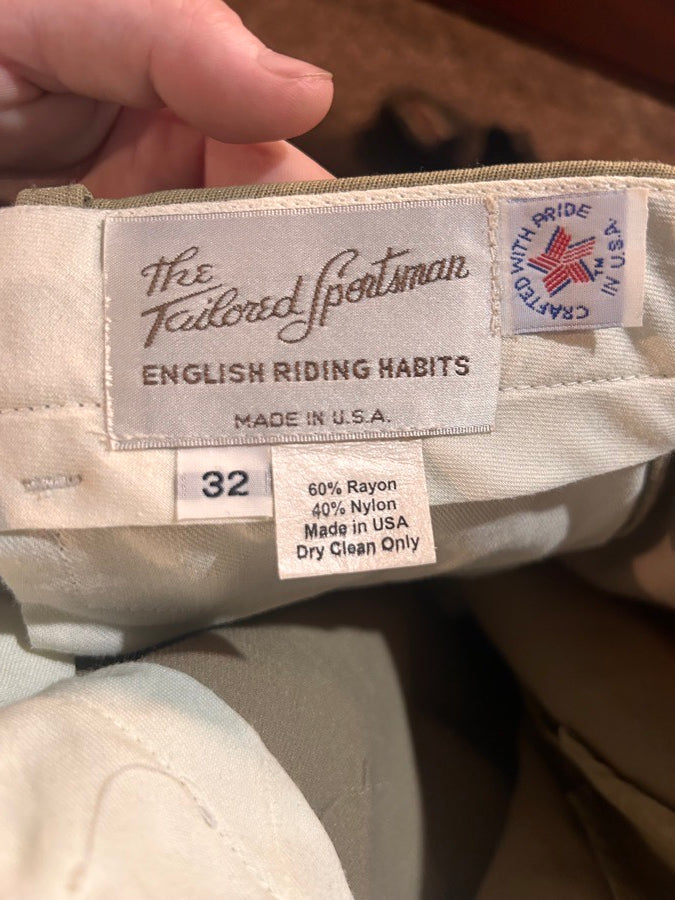 The
Tailored Sportsman
ENGLISH RIDING HABITS
MADE IN U.S.A.
CRAFTED WITH PRIDE
IN U.S.A.
TM
32
60% Rayon
40% Nylon
Made in USA
Dry Clean Only